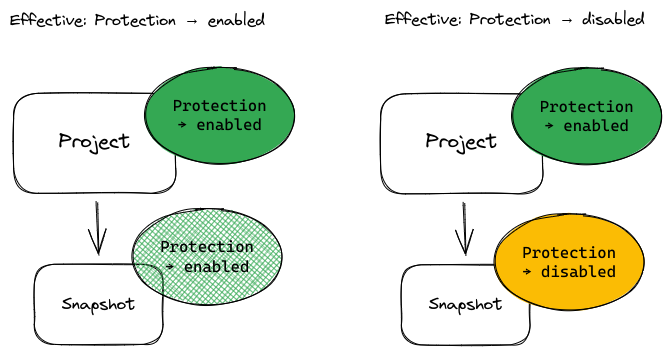 Effective: Protection → enabled
Effective: Protection → disabled
Protection
→ enabled
Project
Protection
→ enabled
Project
Protection
→ enabled
Snapshot
Protection
→ disabled
Snapshot